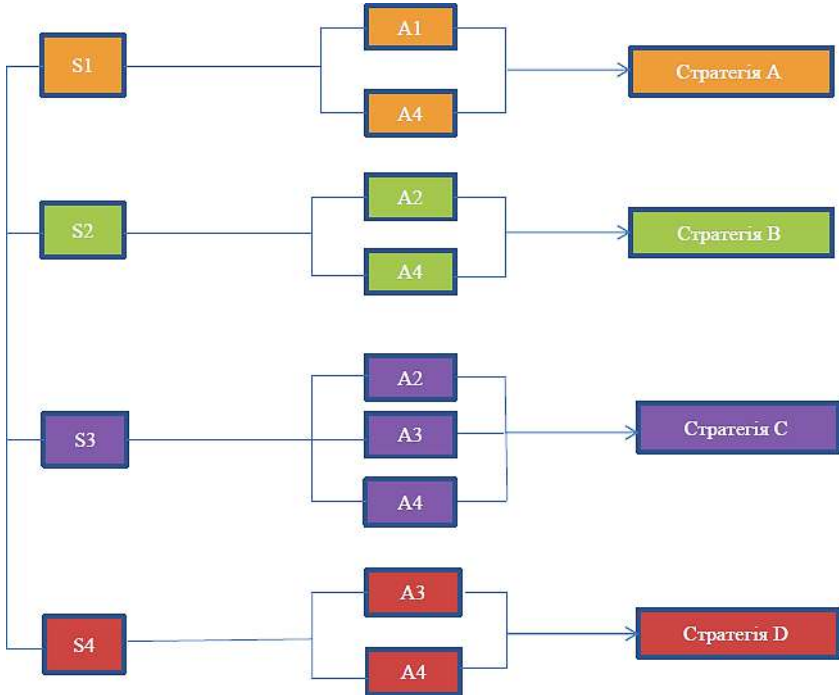 S1
A1
A4
Стратегія А
S2
A2
A4
Стратегія В
S3
A2
A3
A4
Стратегія С
S4
A3
A4
Стратегія D